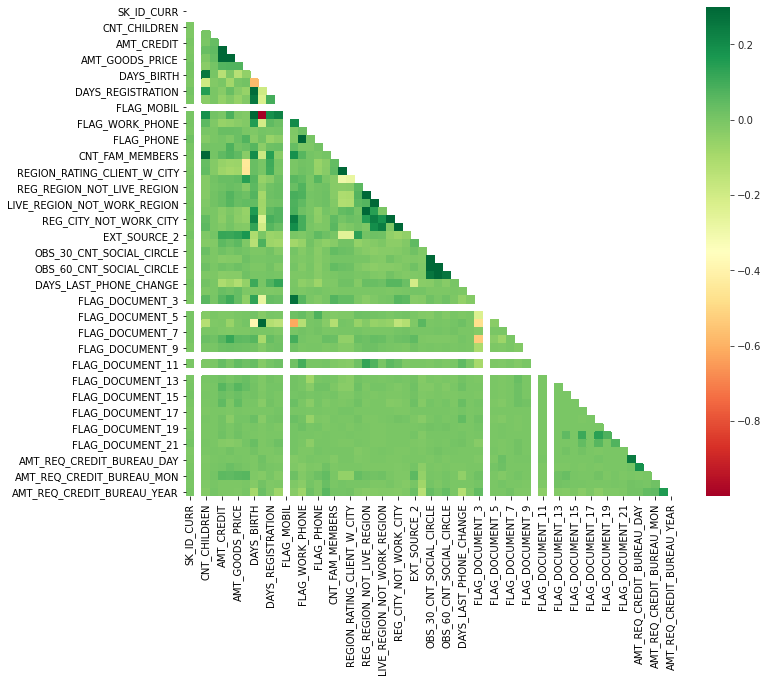 SK_ID_CURR
CNT_CHILDREN
AMT_CREDIT
AMT_GOODS_PRICE
DAYS_BIRTH
DAYS_REGISTRATION
FLAG_MOBIL
FLAG_WORK_PHONE
FLAG_PHONE
CNT_FAM_MEMBERS
REGION_RATING_CLIENT_W_CITY
REG_REGION_NOT_LIVE_REGION
LIVE_REGION_NOT_WORK_REGION
REG_CITY_NOT_WORK_CITY
EXT_SOURCE_2
OBS_30_CNT_SOCIAL_CIRCLE
OBS_60_CNT_SOCIAL_CIRCLE
DAYS_LAST_PHONE_CHANGE
FLAG_DOCUMENT_3
FLAG_DOCUMENT_5
FLAG_DOCUMENT_7
FLAG_DOCUMENT_9
FLAG_DOCUMENT_11
FLAG_DOCUMENT_13
FLAG_DOCUMENT_15
FLAG_DOCUMENT_17
FLAG_DOCUMENT_19
FLAG_DOCUMENT_21
AMT_REQ_CREDIT_BUREAU_DAY
AMT_REQ_CREDIT_BUREAU_MON
AMT_REQ_CREDIT_BUREAU_YEAR
SK_ID_CURR
CNT_CHILDREN
AMT_CREDIT
AMT_GOODS_PRICE
DAYS_BIRTH
DAYS_REGISTRATION
FLAG_MOBIL
FLAG_WORK_PHONE
FLAG_PHONE
CNT_FAM_MEMBERS
REGION_RATING_CLIENT_W_CITY
REG_REGION_NOT_LIVE_REGION
LIVE_REGION_NOT_WORK_REGION
REG_CITY_NOT_WORK_CITY
EXT_SOURCE_2
OBS_30_CNT_SOCIAL_CIRCLE
OBS_60_CNT_SOCIAL_CIRCLE
DAYS_LAST_PHONE_CHANGE
FLAG_DOCUMENT_3
FLAG_DOCUMENT_5
FLAG_DOCUMENT_7
FLAG_DOCUMENT_9
FLAG_DOCUMENT_11
FLAG_DOCUMENT_13
FLAG_DOCUMENT_15
FLAG_DOCUMENT_17
FLAG_DOCUMENT_19
FLAG_DOCUMENT_21
AMT_REQ_CREDIT_BUREAU_DAY
AMT_REQ_CREDIT_BUREAU_MON
AMT_REQ_CREDIT_BUREAU_YEAR
0.2
0.0
−0.2
−0.4
−0.6
−0.8